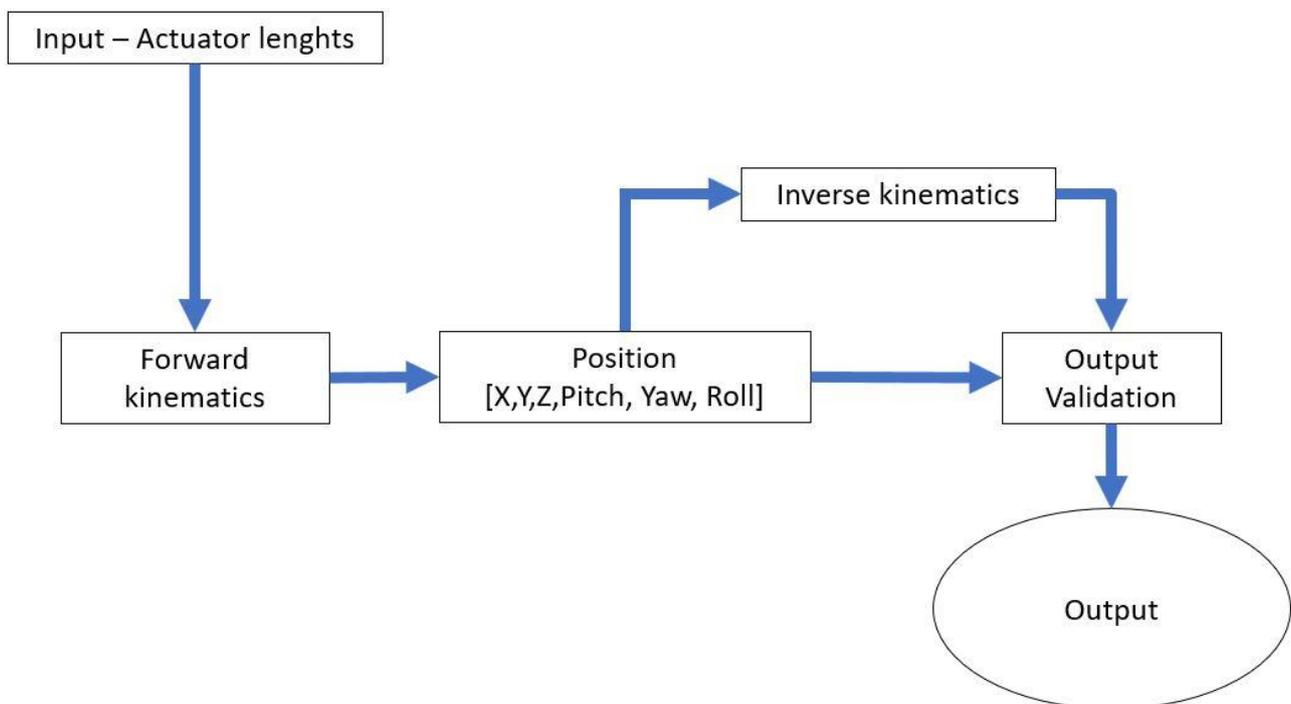 Input – Actuator lenghts
Inverse kinematics
Forward
kinematics
Position
[X,Y,Z,Pitch, Yaw, Roll]
Output
Validation
Output